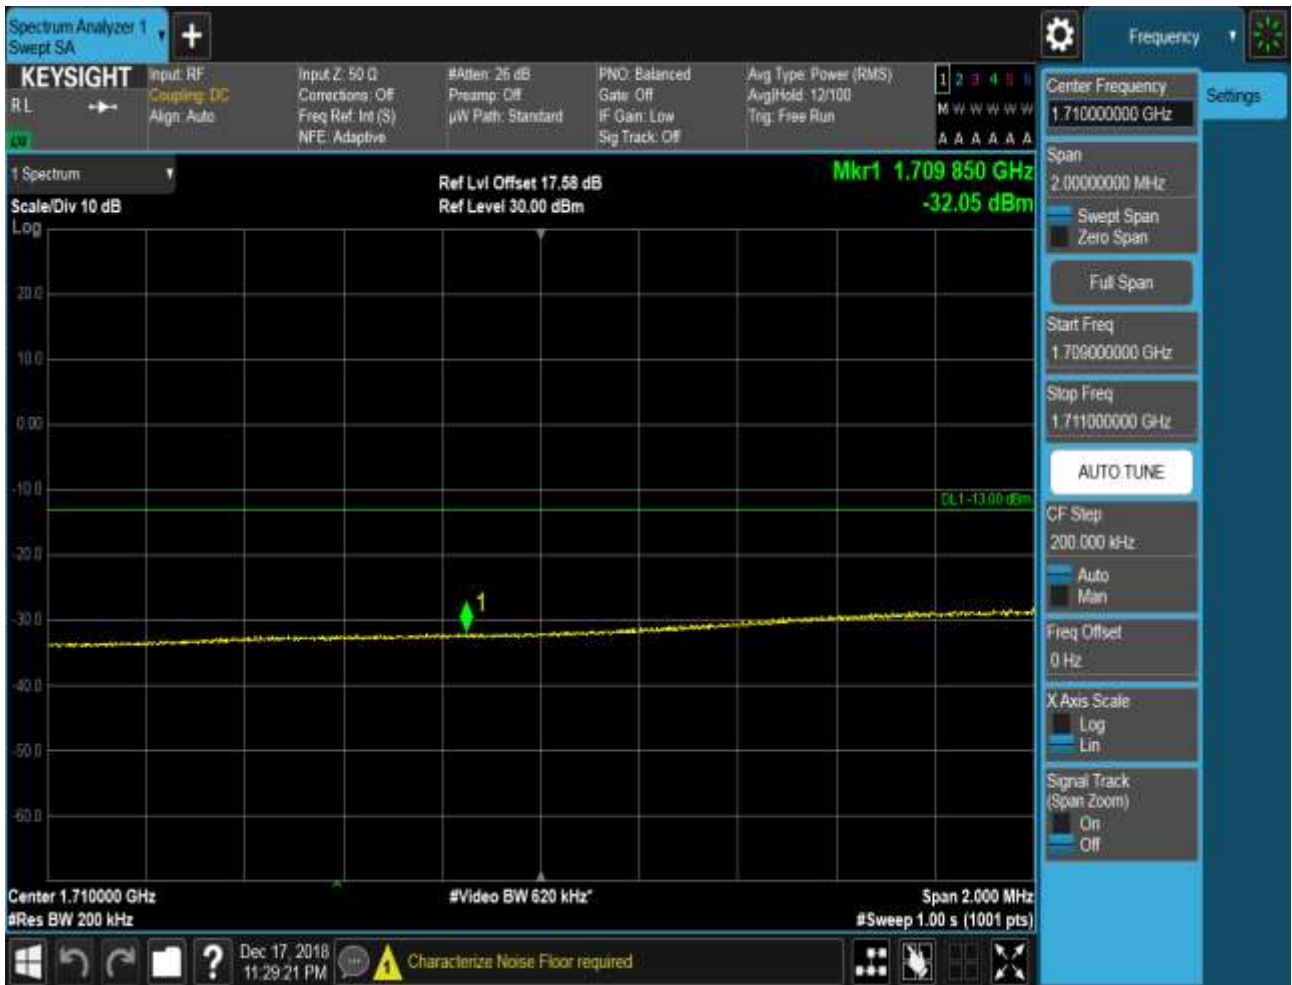 Spectrum Analyzer 1
Swept SA
Frequency
KEYSIGHT
R L
Input: RF
Coupling: DC
Align: Auto
Input Z: 50 Ω
Corrections: Off
Freq Ref: Int (S)
NFE: Adaptive
#Atten: 26 dB
Preamp: Off
µW Path: Standard
PNO: Balanced
Gate: Off
IF Gain: Low
Sig Track: Off
Avg Type: Power (RMS)
Avg|Hold: 12/100
Trig: Free Run
1 2 3 4 5 6
M W W W W W
A A A A A A
1 Spectrum
Scale/Div 10 dB
Ref Lvl Offset 17.58 dB
Ref Level 30.00 dBm
Mkr1 1.709 850 GHz
-32.05 dBm
Log
20.0
10.0
0.00
-10.0
DL1 -13.00 dBm
-20.0
1
-30.0
-40.0
-50.0
-60.0
Center 1.710000 GHz
#Res BW 200 kHz
#Video BW 620 kHz*
Span 2.000 MHz
#Sweep 1.00 s (1001 pts)
Center Frequency
1.710000000 GHz
Settings
Span
2.00000000 MHz
Swept Span
Zero Span
Full Span
Start Freq
1.709000000 GHz
Stop Freq
1.711000000 GHz
AUTO TUNE
CF Step
200.000 kHz
Auto
Man
Freq Offset
0 Hz
X Axis Scale
Log
Lin
Signal Track
(Span Zoom)
On
Off
?
Dec 17, 2018
11:29:21 PM
1
Characterize Noise Floor required